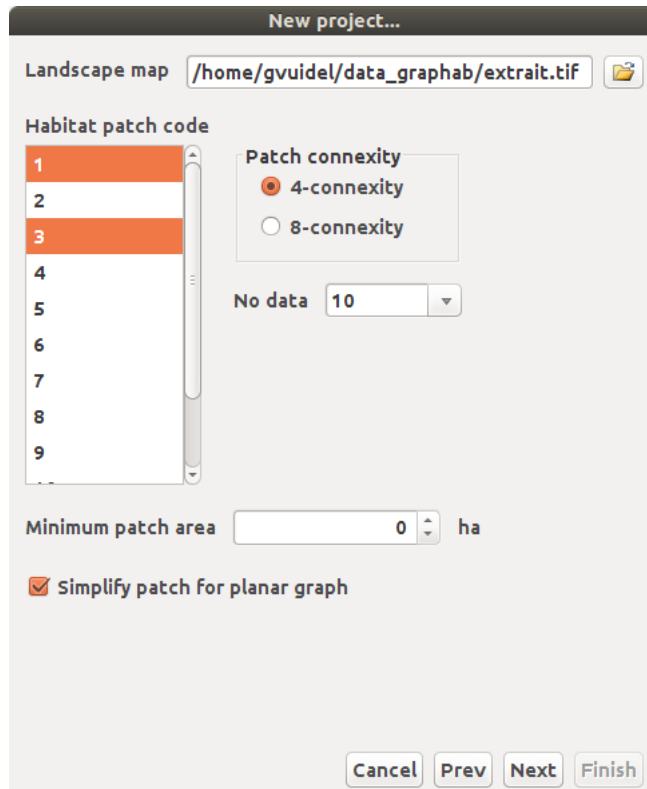 New project...
Landscape map /home/gvuidel/data_graphab/extrait.tif
Habitat patch code
1
2
3
4
5
6
7
8
9
Patch connexity
4-connexity
8-connexity
No data 10
Minimum patch area 0 ha
Simplify patch for planar graph
Cancel Prev Next Finish